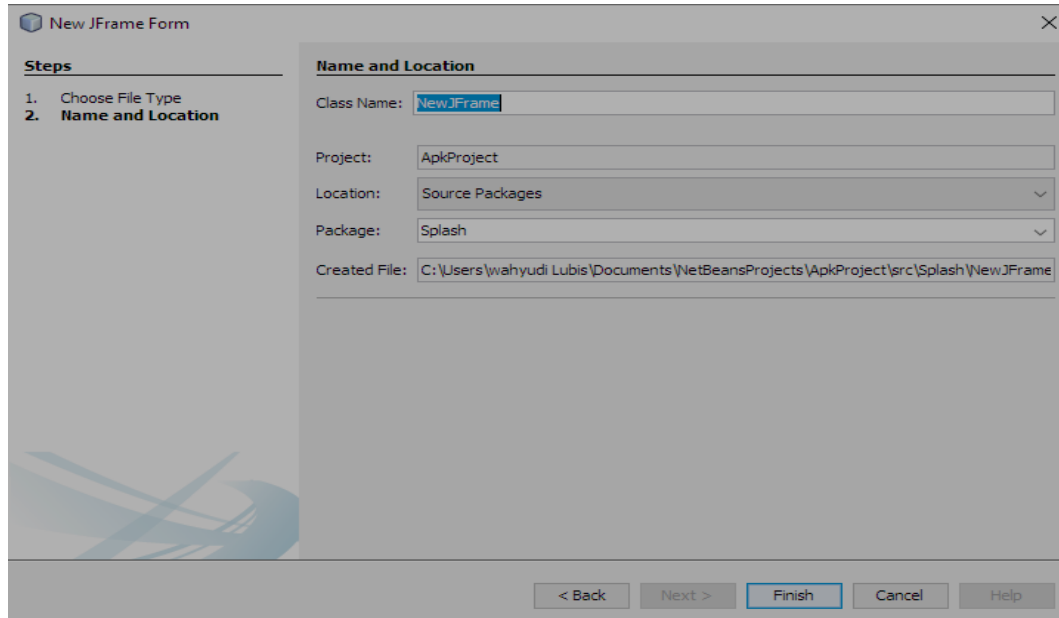 New JFrame Form
Steps
1. Choose File Type
2. Name and Location
Name and Location
Class Name: NewJFrame
Project: ApkProject
Location: Source Packages
Package: Splash
Created File: C:\Users\wahyudi Lubis\Documents\NetBeansProjects\ApkProject\src\Splash\NewJFrame
< Back Next > Finish Cancel Help